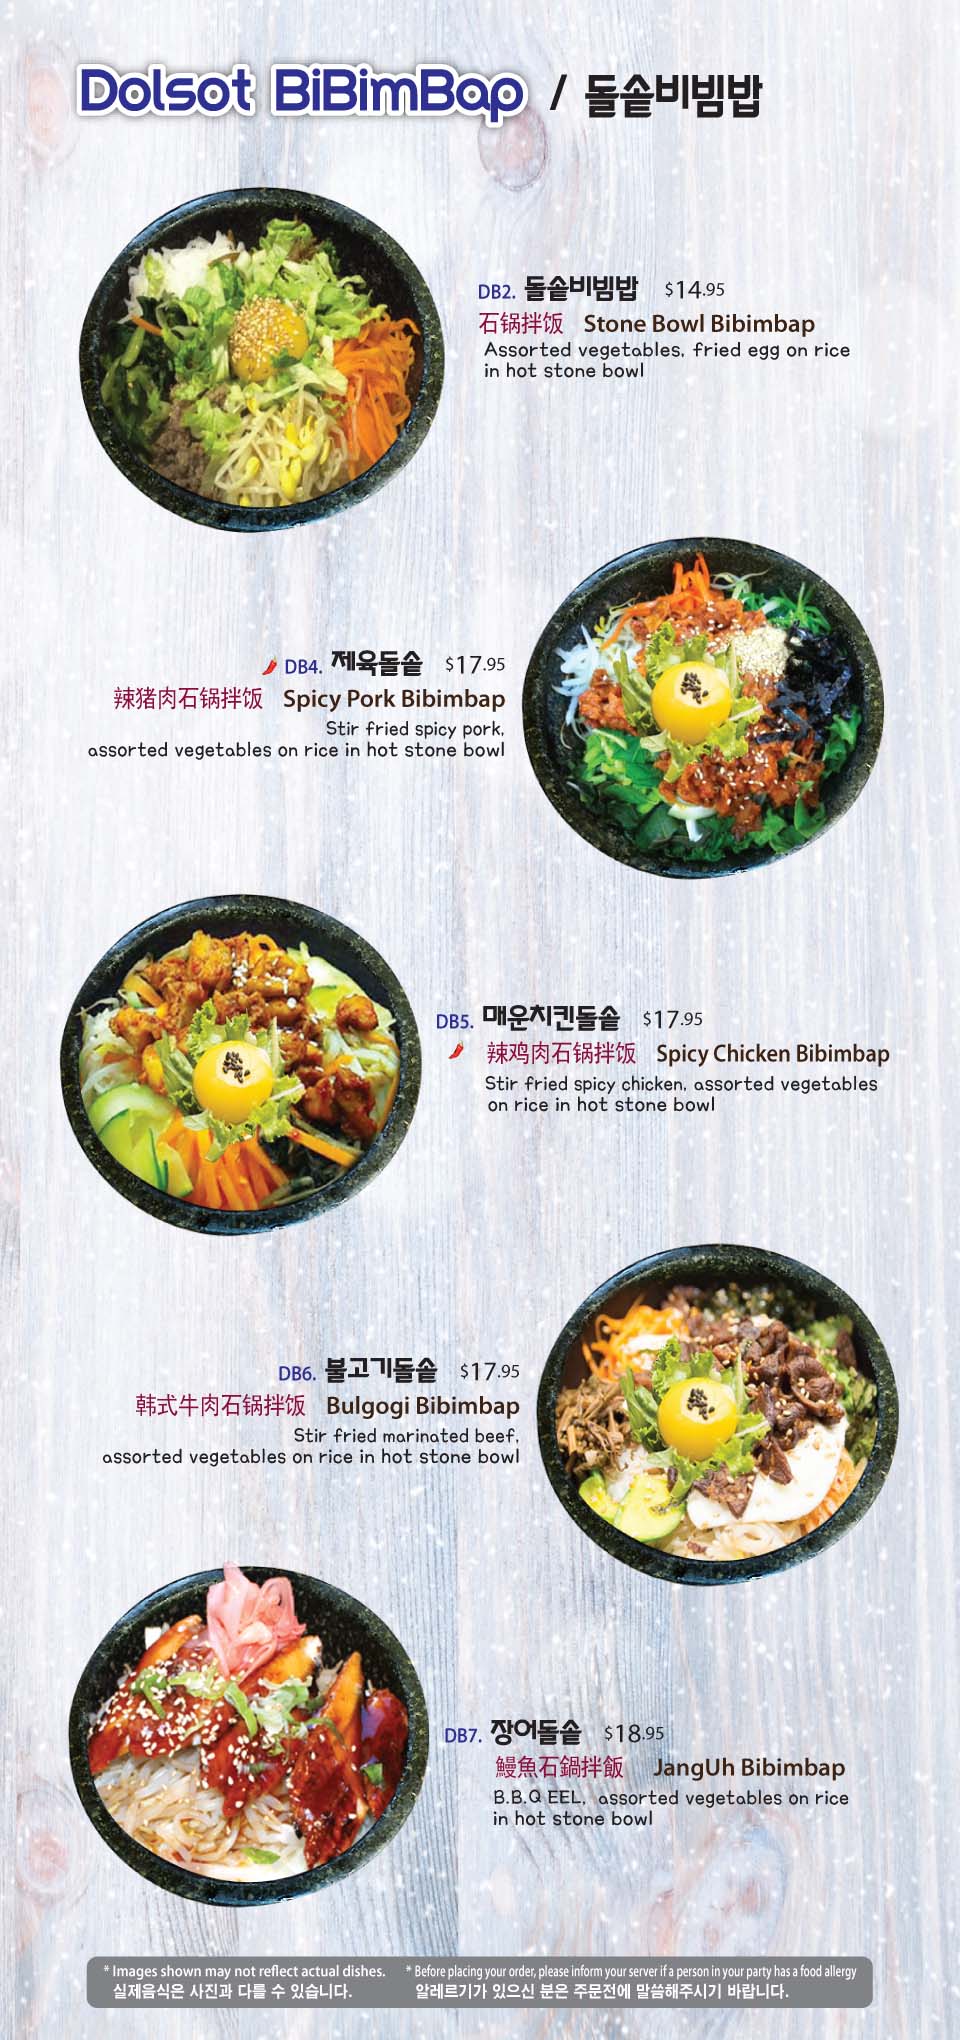 Dolsot BiBimBap / 돌솥비빔밥
DB2. 돌솥비빔밥 $14.95
石锅拌饭 Stone Bowl Bibimbap
Assorted vegetables, fried egg on rice
in hot stone bowl
DB4. 제육돌솥 $17.95
辣猪肉石锅拌饭 Spicy Pork Bibimbap
Stir fried spicy pork,
assorted vegetables on rice in hot stone bowl
DB5. 매운치킨돌솥 $17.95
辣鸡肉石锅拌饭 Spicy Chicken Bibimbap
Stir fried spicy chicken, assorted vegetables
on rice in hot stone bowl
DB6. 불고기돌솥 $17.95
韩式牛肉石锅拌饭 Bulgogi Bibimbap
Stir fried marinated beef,
assorted vegetables on rice in hot stone bowl
DB7. 장어돌솥 $18.95
鰻魚石鍋拌飯 JangUh Bibimbap
B.B.Q EEL, assorted vegetables on rice
in hot stone bowl
* Images shown may not reflect actual dishes. * Before placing your order, please inform your server if a person in your party has a food allergy
실제음식은 사진과 다를 수 있습니다. 알레르기가 있으신 분은 주문전에 말씀해주시기 바랍니다.